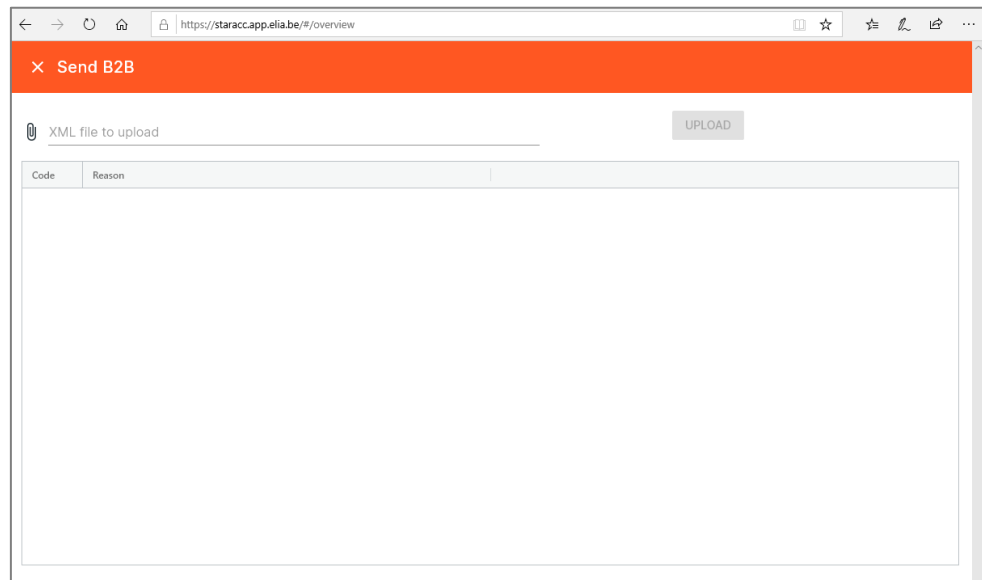 https://staracc.app.elia.be/#/overview
Send B2B
XML file to upload
UPLOAD
Code Reason